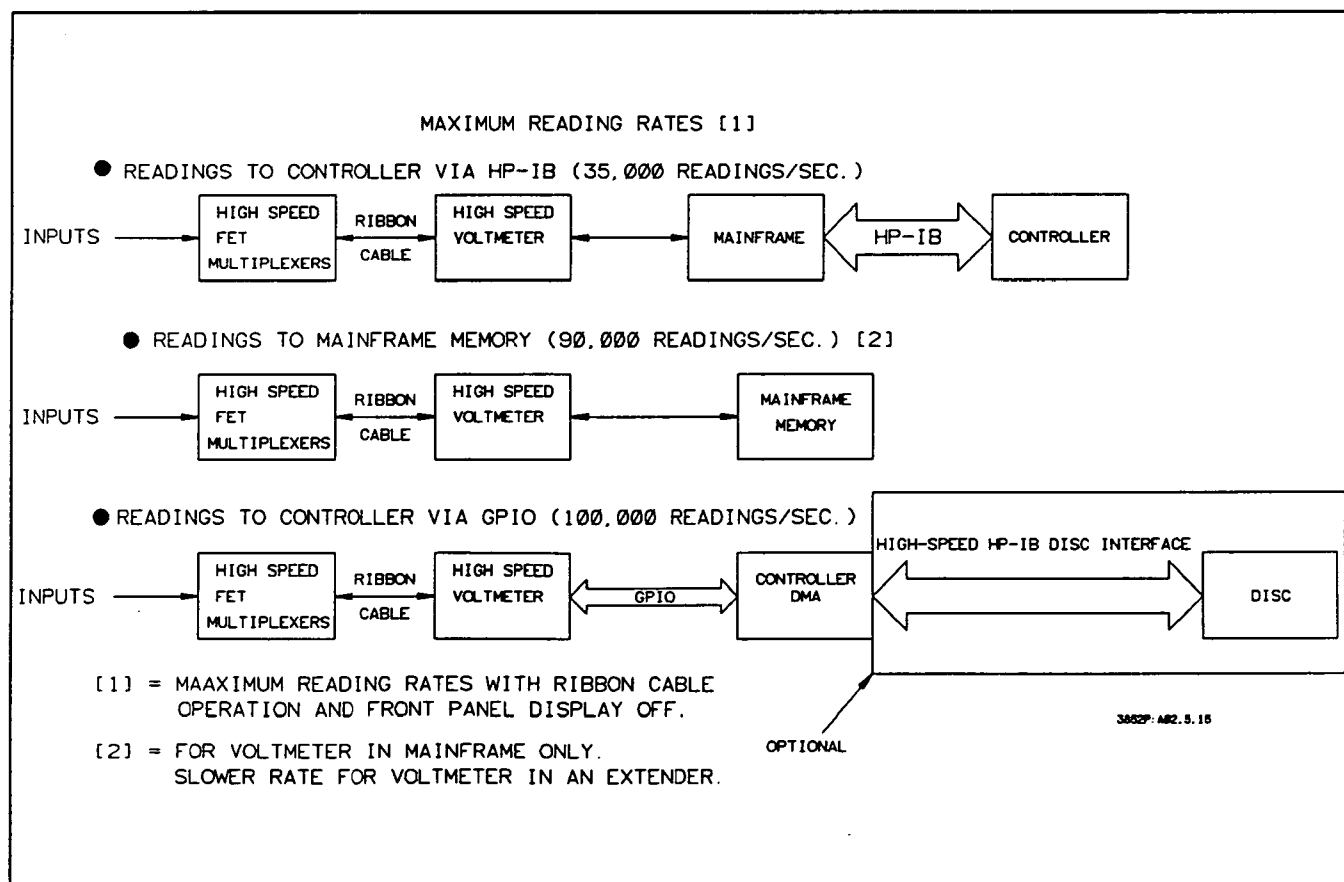 MAXIMUM READING RATES [1]
● READINGS TO CONTROLLER VIA HP-IB (35,000 READINGS/SEC.)
INPUTS
HIGH SPEED
FET
MULTIPLEXERS
RIBBON
CABLE
HIGH SPEED
VOLTMETER
MAINFRAME
HP-IB
CONTROLLER
● READINGS TO MAINFRAME MEMORY (90,000 READINGS/SEC.) [2]
INPUTS
HIGH SPEED
FET
MULTIPLEXERS
RIBBON
CABLE
HIGH SPEED
VOLTMETER
MAINFRAME
MEMORY
● READINGS TO CONTROLLER VIA GPIO (100,000 READINGS/SEC.)
INPUTS
HIGH SPEED
FET
MULTIPLEXERS
RIBBON
CABLE
HIGH SPEED
VOLTMETER
GPIO
CONTROLLER
DMA
HIGH-SPEED HP-IB DISC INTERFACE
DISC
OPTIONAL
[1] = MAAXIMUM READING RATES WITH RIBBON CABLE
OPERATION AND FRONT PANEL DISPLAY OFF.
[2] = FOR VOLTMETER IN MAINFRAME ONLY.
SLOWER RATE FOR VOLTMETER IN AN EXTENDER.